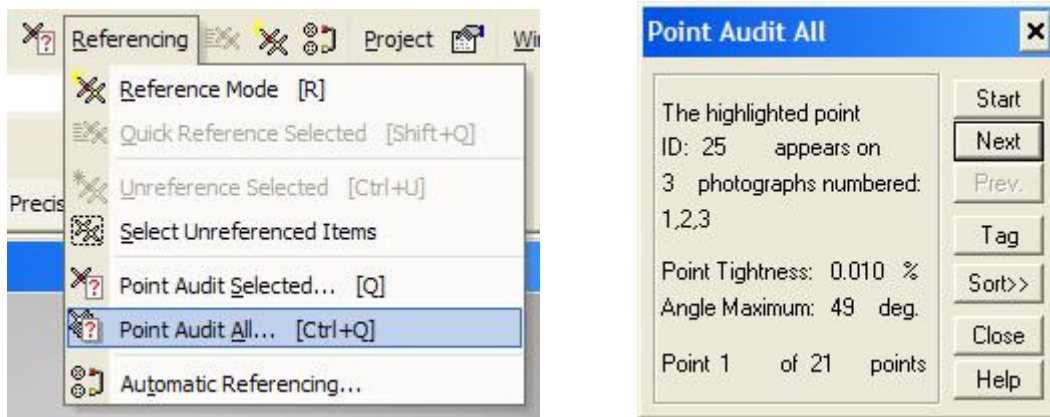 Referencing
Project
Wi
Reference Mode [R]
Quick Reference Selected [Shift+Q]
Unreference Selected [Ctrl+U]
Precis
Select Unreferenced Items
Point Audit Selected... [Q]
Point Audit All... [Ctrl+Q]
Automatic Referencing...
Point Audit All
The highlighted point
ID: 25 appears on
3 photographs numbered:
1,2,3
Point Tightness: 0.010 %
Angle Maximum: 49 deg.
Point 1 of 21 points
Start
Next
Prev.
Tag
Sort>>
Close
Help